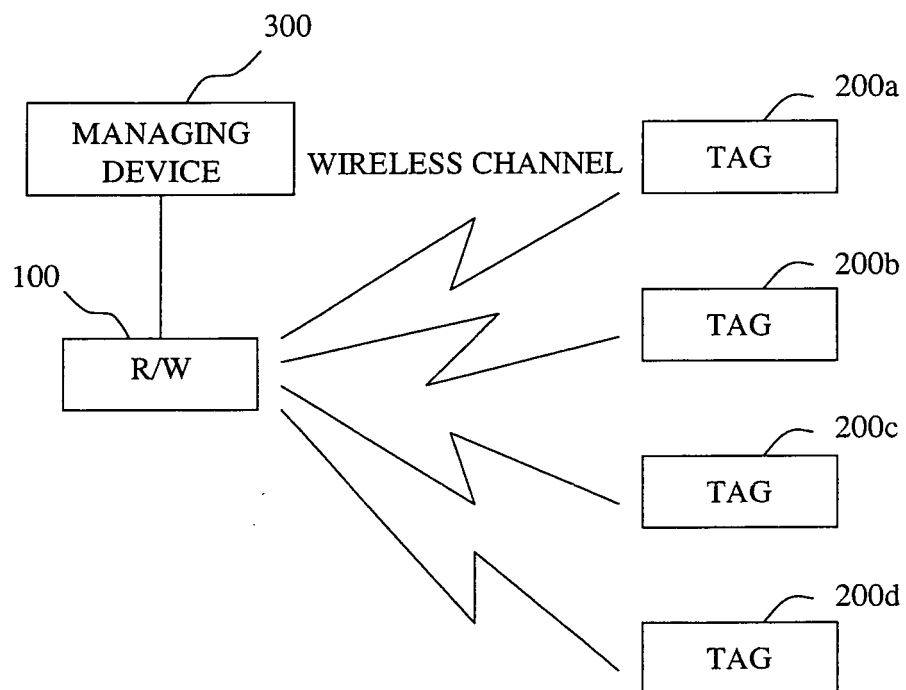 300
MANAGING
DEVICE
WIRELESS CHANNEL
100
R/W
200a
TAG
200b
TAG
200c
TAG
200d
TAG